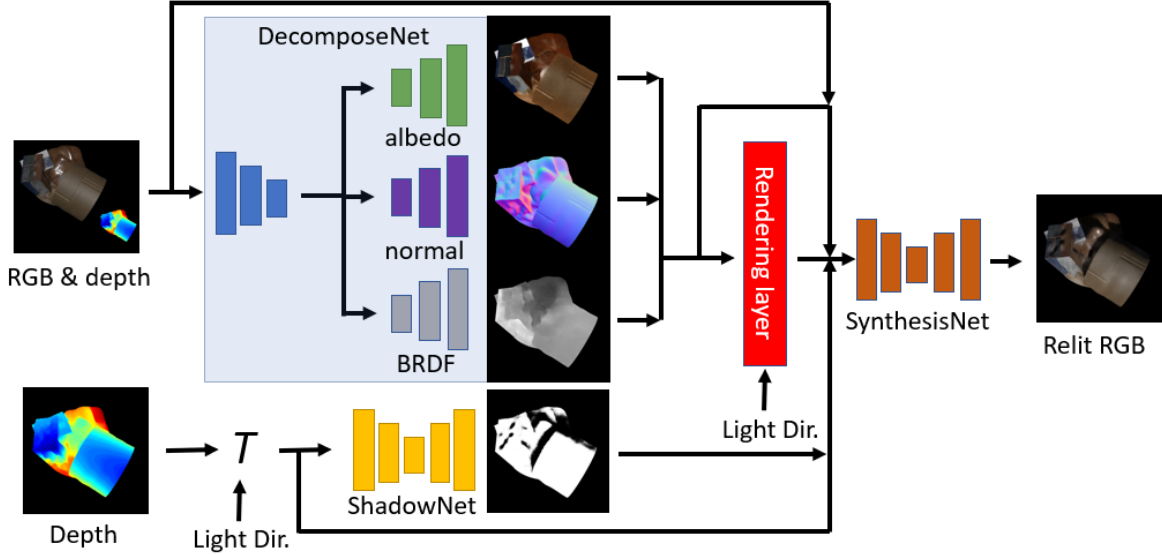 DecomposeNet
albedo
normal
BRDF
RGB & depth
Rendering layer
Light Dir.
SynthesisNet
Relit RGB
Depth
T
Light Dir.
ShadowNet